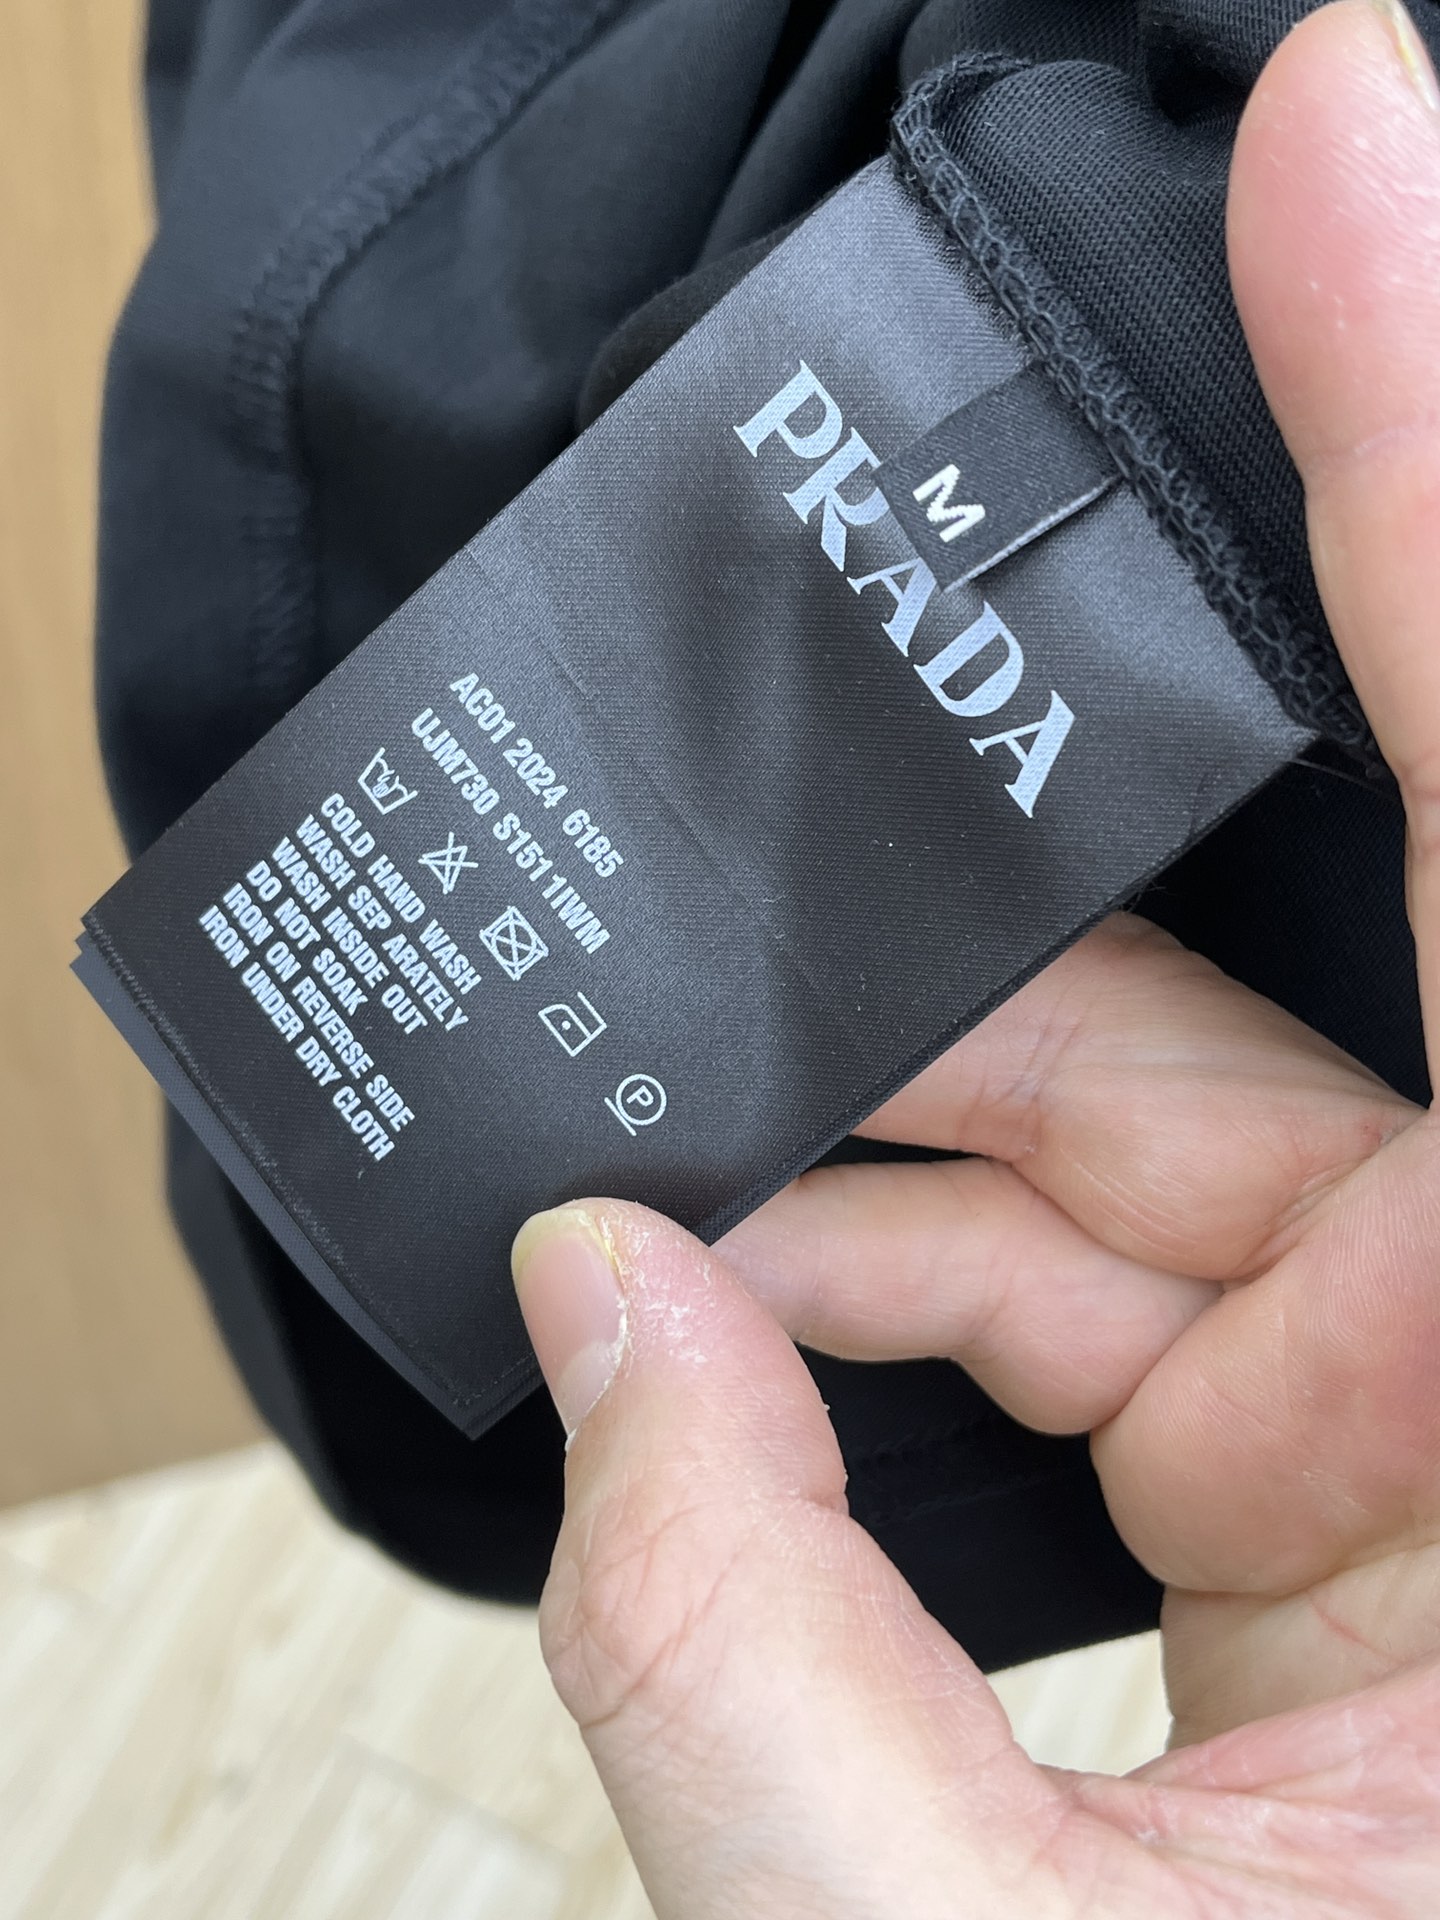 M
PRADA
AC01 2024 6185
UJM730 S151 1IWM
P
COLD HAND WASH
WASH SEP ARATELY
WASH INSIDE OUT
DO NOT SOAK
IRON ON REVERSE SIDE
IRON UNDER DRY CLOTH